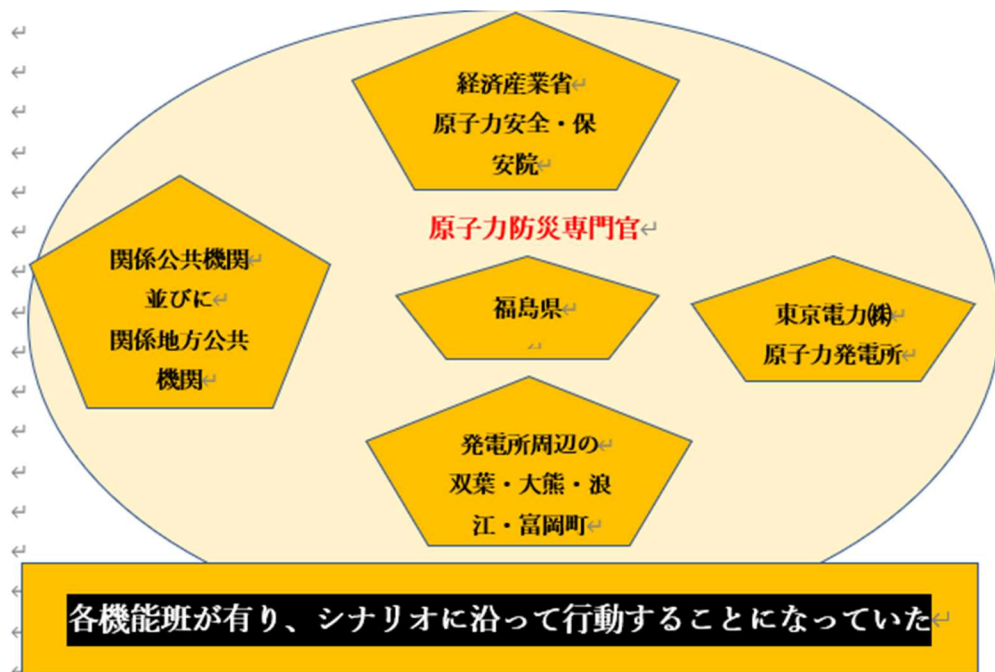 経済産業省
原子力安全・保
安院
原子力防災専門官
関係公共機関
並びに
関係地方公共
機関
福島県
東京電力㈱
原子力発電所
発電所周辺の
双葉・大熊・浪
江・富岡町
各機能班が有り、シナリオに沿って行動することになっていた